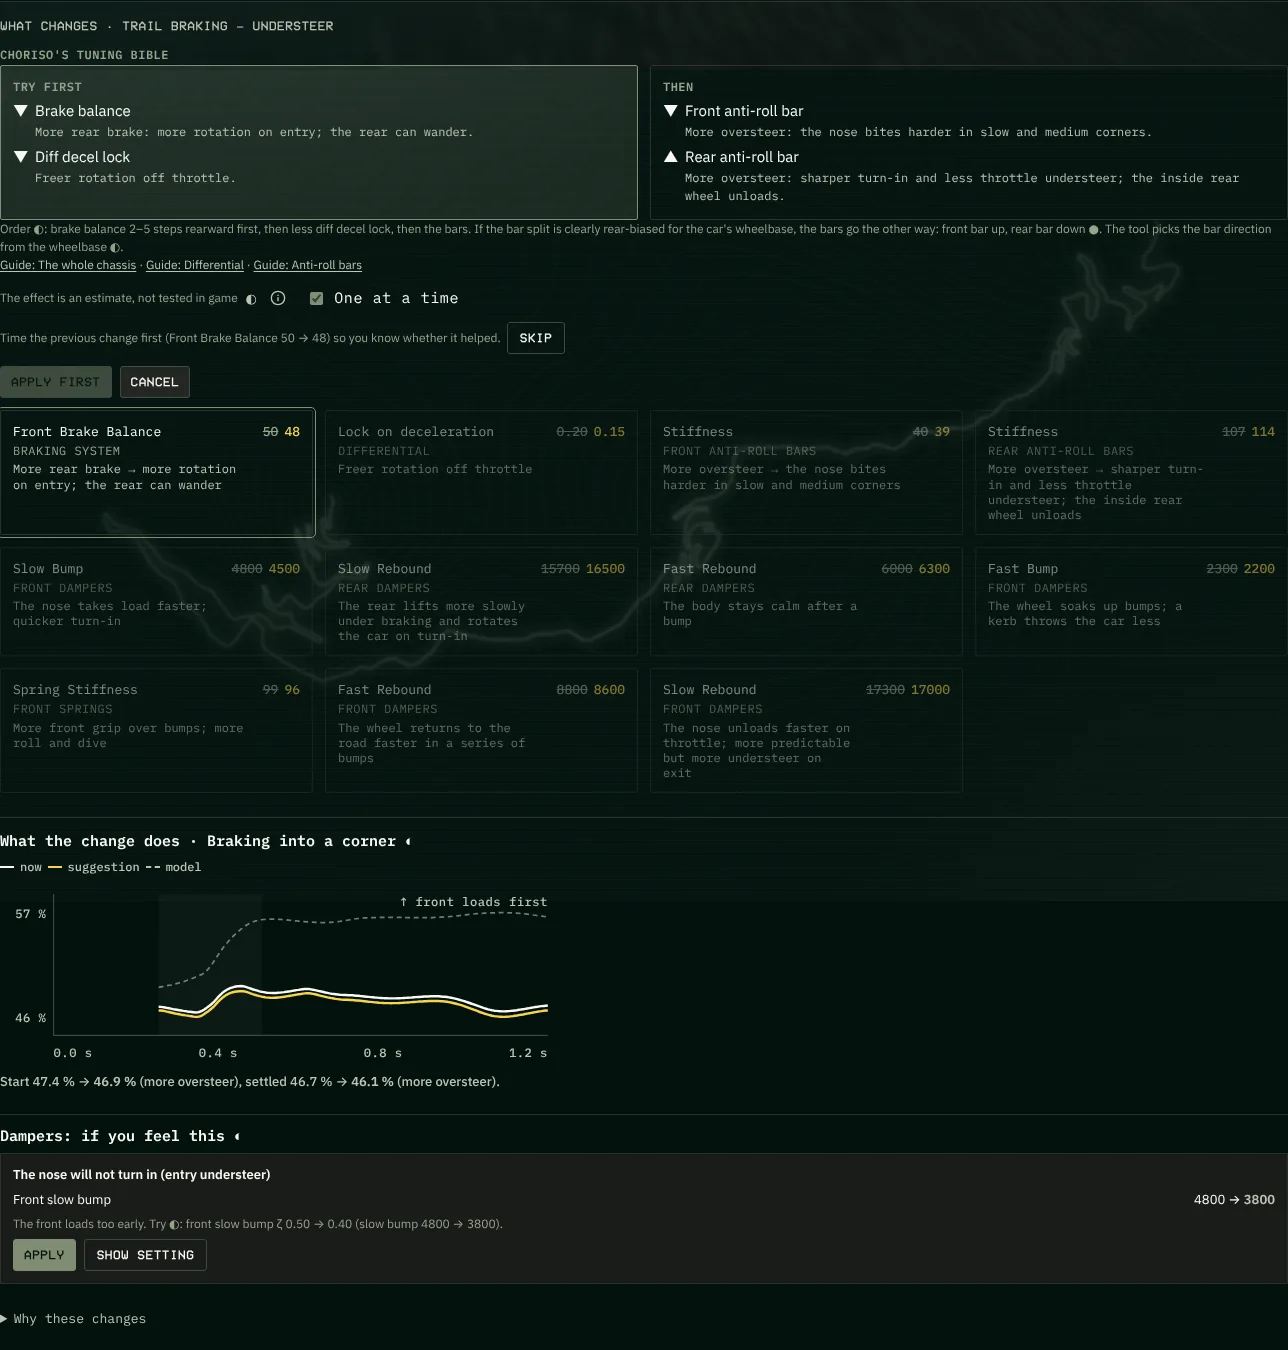 WHAT CHANGES · TRAIL BRAKING – UNDERSTEER
CHORISO'S TUNING BIBLE
TRY FIRST
▼ Brake balance
More rear brake: more rotation on entry; the rear can wander.
▼ Diff decel lock
Freer rotation off throttle.
THEN
▼ Front anti-roll bar
More oversteer: the nose bites harder in slow and medium corners.
▲ Rear anti-roll bar
More oversteer: sharper turn-in and less throttle understeer; the inside rear
wheel unloads.
Order ◐: brake balance 2–5 steps rearward first, then less diff decel lock, then the bars. If the bar split is clearly rear-biased for the car's wheelbase, the bars go the other way: front bar up, rear bar down ●. The tool picks the bar direction
from the wheelbase ◐.
Guide: The whole chassis · Guide: Differential · Guide: Anti-roll bars
The effect is an estimate, not tested in game ◐ One at a time
Time the previous change first (Front Brake Balance 50 → 48) so you know whether it helped. SKIP
APPLY FIRST CANCEL
Front Brake Balance 50 48
BRAKING SYSTEM
More rear brake → more rotation
on entry; the rear can wander
Lock on deceleration 0.20 0.15
DIFFERENTIAL
Freer rotation off throttle
Stiffness 40 39
FRONT ANTI-ROLL BARS
More oversteer → the nose bites
harder in slow and medium corners
Stiffness 107 114
REAR ANTI-ROLL BARS
More oversteer → sharper turn-
in and less throttle
understeer; the inside rear
wheel unloads
Slow Bump 4800 4500
FRONT DAMPERS
The nose takes load faster;
quicker turn-in
Slow Rebound 15700 16500
REAR DAMPERS
The rear lifts more slowly
under braking and rotates
the car on turn-in
Fast Rebound 6000 6300
REAR DAMPERS
The body stays calm after a
bump
Fast Bump 2300 2200
FRONT DAMPERS
The wheel soaks up bumps; a
kerb throws the car less
Spring Stiffness 99 96
FRONT SPRINGS
More front grip over bumps; more
roll and dive
Fast Rebound 8800 8600
FRONT DAMPERS
The wheel returns to the
road faster in a series of
bumps
Slow Rebound 17300 17000
FRONT DAMPERS
The nose unloads faster on
throttle; more predictable
but more understeer on
exit
What the change does · Braking into a corner
now suggestion model
↑ front loads first
57 %
46 %
0.0 s 0.4 s 0.8 s 1.2 s
Start 47.4 % → 46.9 % (more oversteer), settled 46.7 % → 46.1 % (more oversteer).
Dampers: if you feel this
The nose will not turn in (entry understeer)
Front slow bump 4800 → 3800
The front loads too early. Try ◐: front slow bump ζ 0.50 → 0.40 (slow bump 4800 → 3800).
APPLY SHOW SETTING
▶ Why these changes